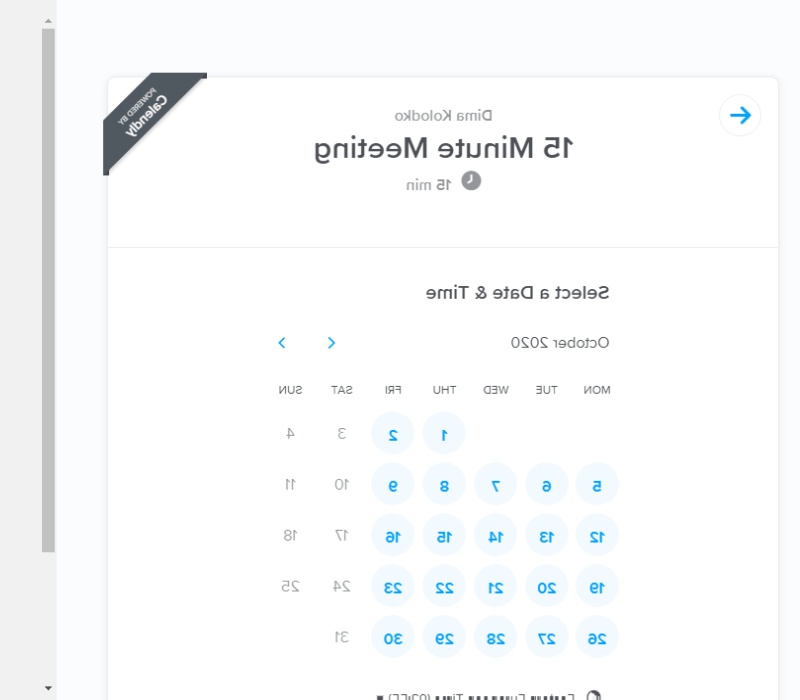 POWERED BY
Calendly
Dima Kolodko
15 Minute Meeting
15 min
Select a Date & Time
October 2020
MON TUE WED THU FRI SAT SUN
1 2 3 4
5 6 7 8 9 10 11
12 13 14 15 16 17 18
19 20 21 22 23 24 25
26 27 28 29 30 31